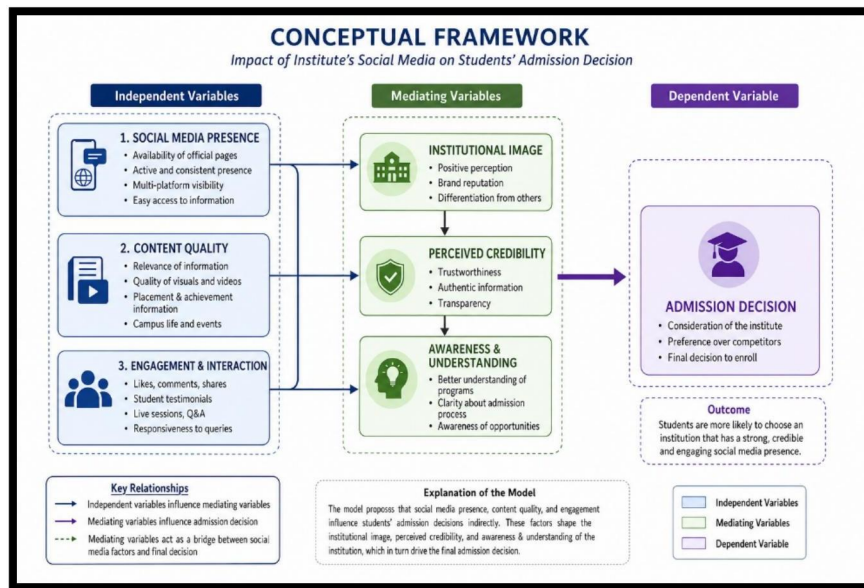 CONCEPTUAL FRAMEWORK
Impact of Institute's Social Media on Students' Admission Decision
Independent Variables
1. SOCIAL MEDIA PRESENCE
• Availability of official pages
• Active and consistent presence
• Multi-platform visibility
• Easy access to information
2. CONTENT QUALITY
• Relevance of information
• Quality of visuals and videos
• Placement & achievement
information
• Campus life and events
3. ENGAGEMENT & INTERACTION
• Likes, comments, shares
• Student testimonials
• Live sessions, Q&A
• Responsiveness to queries
Mediating Variables
INSTITUTIONAL IMAGE
• Positive perception
• Brand reputation
• Differentiation from others
PERCEIVED CREDIBILITY
• Trustworthiness
• Authentic information
• Transparency
AWARENESS &
UNDERSTANDING
• Better understanding of
programs
• Clarity about admission
process
• Awareness of opportunities
Dependent Variable
ADMISSION DECISION
• Consideration of the institute
• Preference over competitors
• Final decision to enroll
Outcome
Students are more likely to choose an
institution that has a strong, credible
and engaging social media presence.
Key Relationships
Independent variables influence mediating variables
Mediating variables influence admission decision
Mediating variables act as a bridge between social
media factors and final decision
Explanation of the Model
The model proposes that social media presence, content quality, and engagement
influence students' admission decisions indirectly. These factors shape the
institutional image, perceived credibility, and awareness & understanding of the
institution, which in turn drive the final admission decision.
Independent Variables
Mediating Variables
Dependent Variable